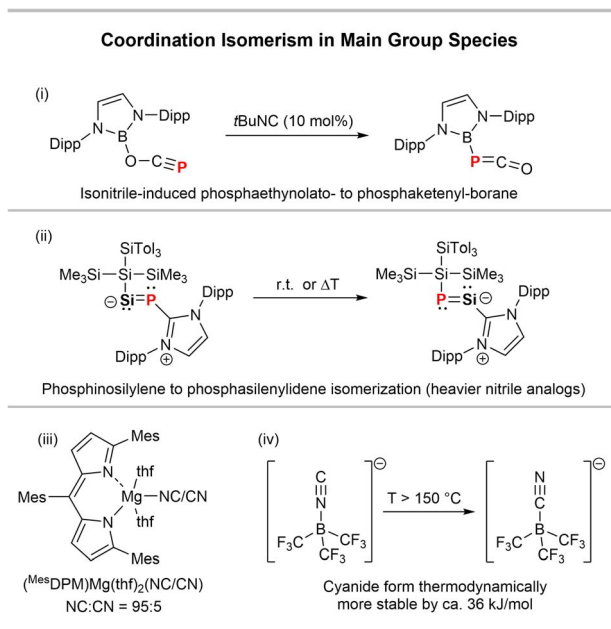 Coordination Isomerism in Main Group Species
(i)
N
N
B
Dipp
Dipp
O
C
P
tBuNC (10 mol%)
N
N
B
Dipp
Dipp
P
C
O
Isonitrile-induced phosphaethynolato- to phosphaketenyl-borane
(ii)
SiTol3
Me3Si
Si
SiMe3
⊖
Si
P
Dipp
N
N
⊕
Dipp
r.t. or ΔT
SiTol3
Me3Si
Si
SiMe3
P
Si
⊖
Dipp
N
N
⊕
Dipp
Phosphinosilylene to phosphasilenylidene isomerization (heavier nitrile analogs)
(iii)
Mes
N
thf
Mes
Mg
NC/CN
N
thf
Mes
(MesDPM)Mg(thf)2(NC/CN)
NC:CN = 95:5
(iv)
⊖
C
N
B
F3C
CF3
CF3
T > 150 °C
⊖
N
C
B
F3C
CF3
CF3
Cyanide form thermodynamically
more stable by ca. 36 kJ/mol